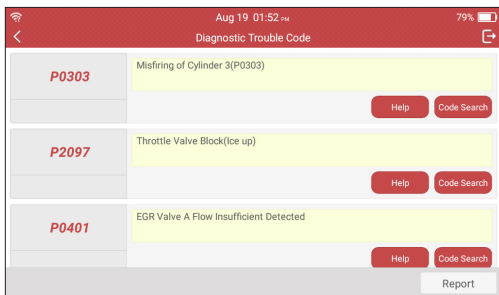 Aug 19 01:52 PM
79%
Diagnostic Trouble Code
P0303
Misfiring of Cylinder 3(P0303)
Help
Code Search
P2097
Throttle Valve Block(Ice up)
Help
Code Search
P0401
EGR Valve A Flow Insufficient Detected
Help
Code Search
Report